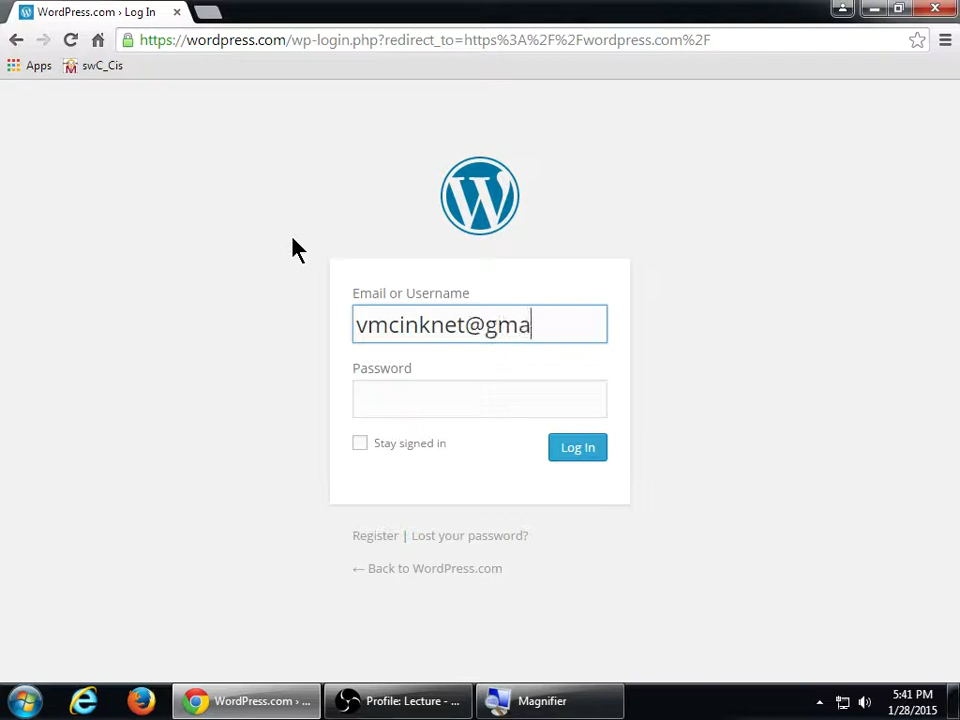 WordPress.com › Log In
https://wordpress.com/wp-login.php?redirect_to=https%3A%2F%2Fwordpress.com%2F
Apps swC_Cis
Email or Username
vmcinknet@gma
Password
Stay signed in
Log In
Register | Lost your password?
← Back to WordPress.com
WordPress.com › ...
Profile: Lecture - ...
Magnifier
5:41 PM
1/28/2015